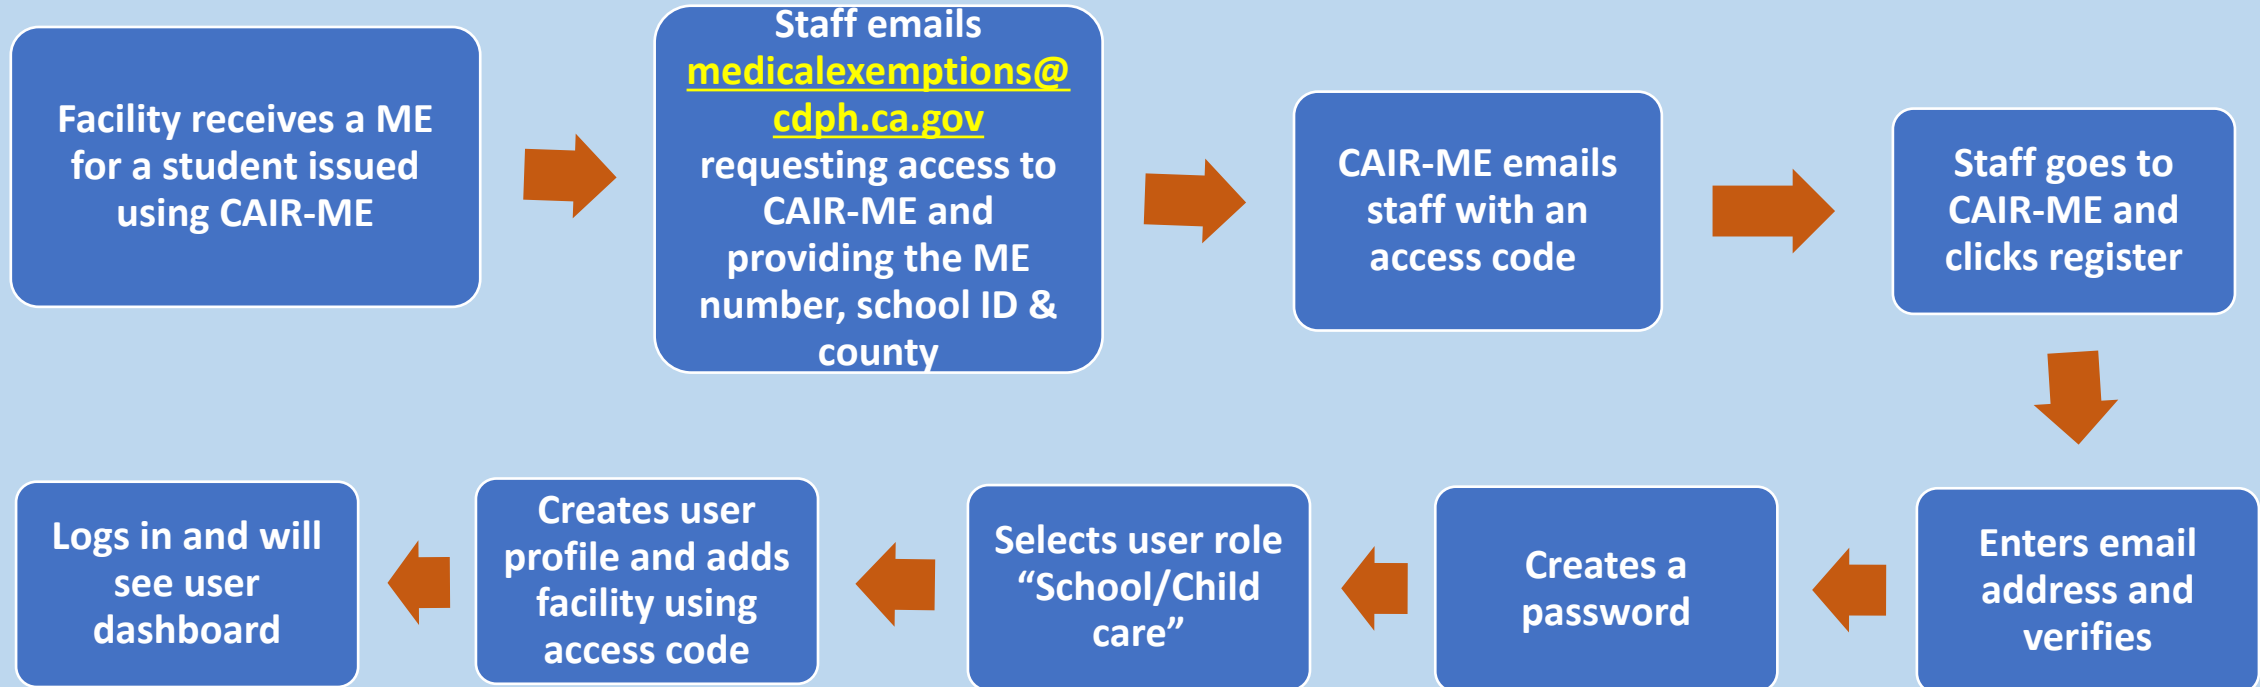 Facility receives a ME
for a student issued
using CAIR-ME
Staff emails
medicalexemptions@
cdph.ca.gov
requesting access to
CAIR-ME and
providing the ME
number, school ID &
county
CAIR-ME emails
staff with an
access code
Staff goes to
CAIR-ME and
clicks register
Enters email
address and
verifies
Creates a
password
Selects user role
“School/Child
care”
Creates user
profile and adds
facility using
access code
Logs in and will
see user
dashboard